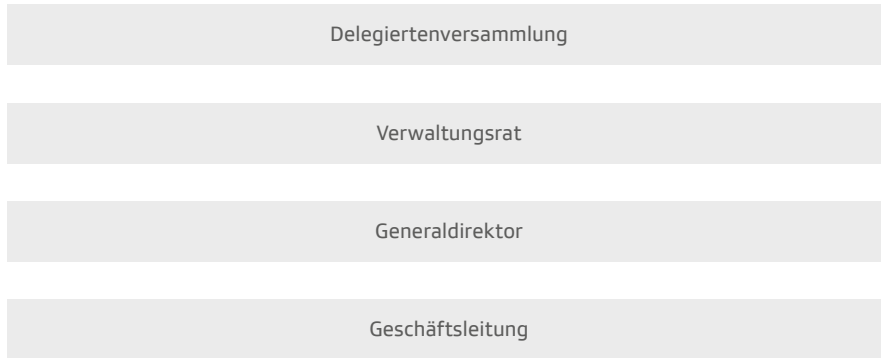 Delegiertenversammlung
Verwaltungsrat
Generaldirektor
Geschäftsleitung